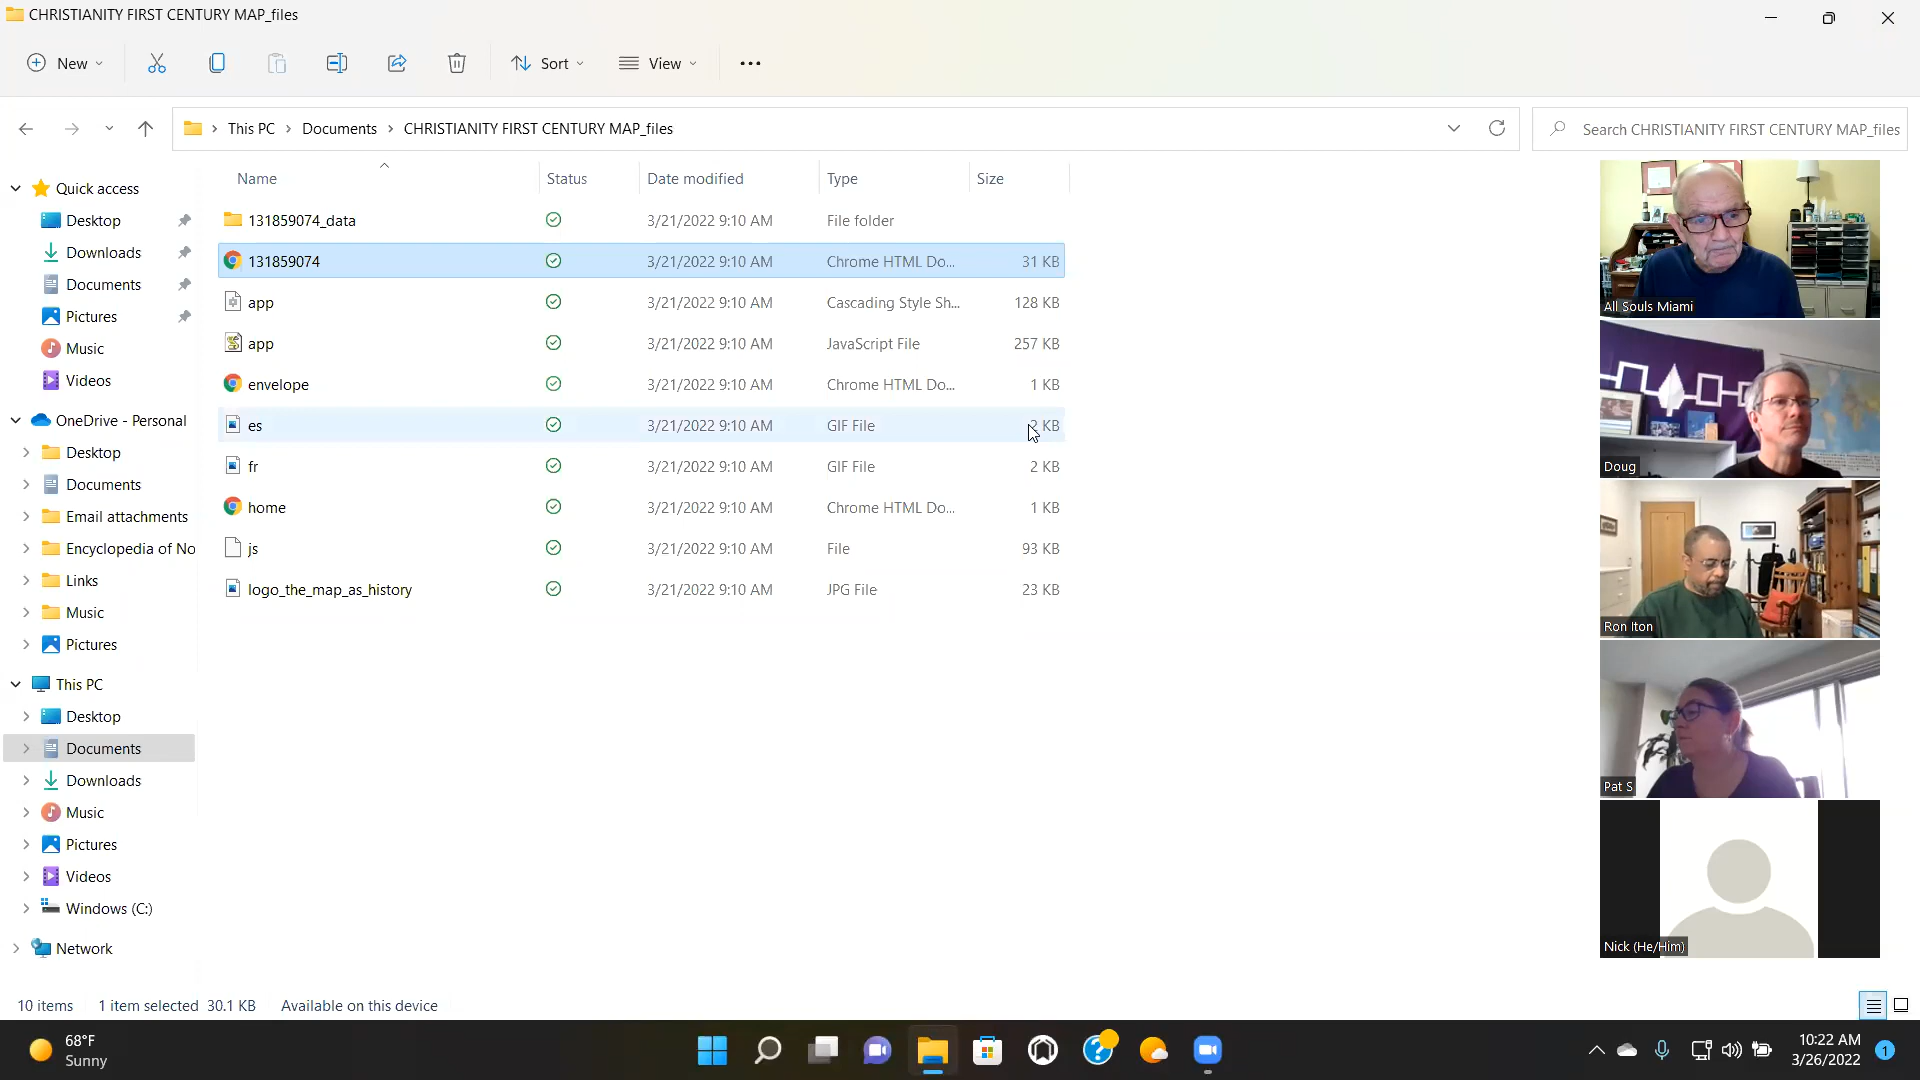 CHRISTIANITY FIRST CENTURY MAP_files
New
Sort
View
This PC > Documents > CHRISTIANITY FIRST CENTURY MAP_files
Search CHRISTIANITY FIRST CENTURY MAP_files
Quick access
Desktop
Downloads
Documents
Pictures
Music
Videos
OneDrive - Personal
Desktop
Documents
Email attachments
Encyclopedia of No
Links
Music
Pictures
This PC
Desktop
Documents
Downloads
Music
Pictures
Videos
Windows (C:)
Network
Name Status Date modified Type Size
131859074_data 3/21/2022 9:10 AM File folder
131859074 3/21/2022 9:10 AM Chrome HTML Do... 31 KB
app 3/21/2022 9:10 AM Cascading Style Sh... 128 KB
app 3/21/2022 9:10 AM JavaScript File 257 KB
envelope 3/21/2022 9:10 AM Chrome HTML Do... 1 KB
es 3/21/2022 9:10 AM GIF File 2 KB
fr 3/21/2022 9:10 AM GIF File 2 KB
home 3/21/2022 9:10 AM Chrome HTML Do... 1 KB
js 3/21/2022 9:10 AM File 93 KB
logo_the_map_as_history 3/21/2022 9:10 AM JPG File 23 KB
All Souls Miami
Doug
Ron Iton
Pat S
Nick (He/Him)
10 items 1 item selected 30.1 KB Available on this device
68°F
Sunny
10:22 AM
3/26/2022
1